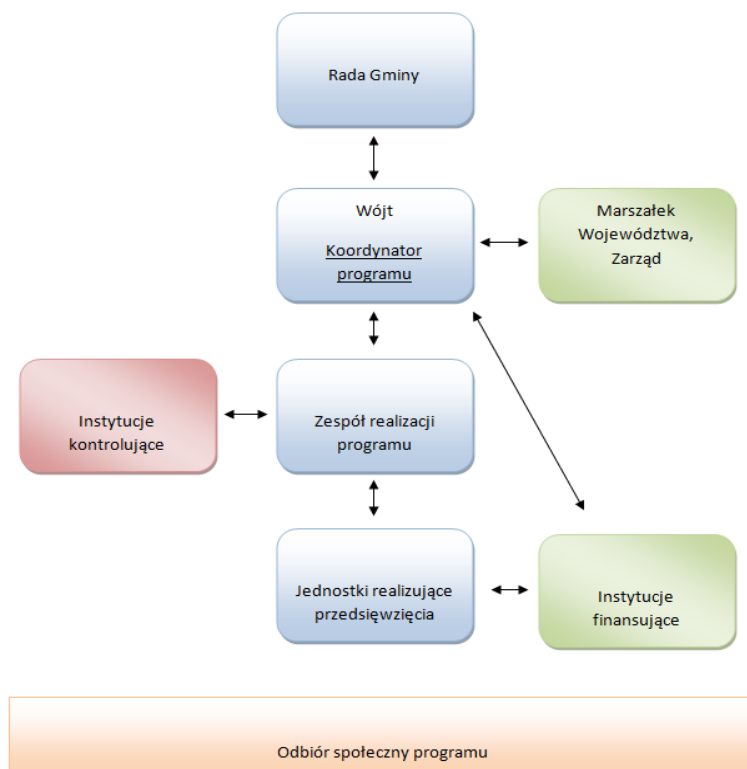 Rada Gminy
Wójt
Koordynator
programu
Marszałek
Województwa,
Zarząd
Instytucje
kontrolujące
Zespół realizacji
programu
Jednostki realizujące
przedsięwzięcia
Instytucje
finansujące
Odbiór społeczny programu